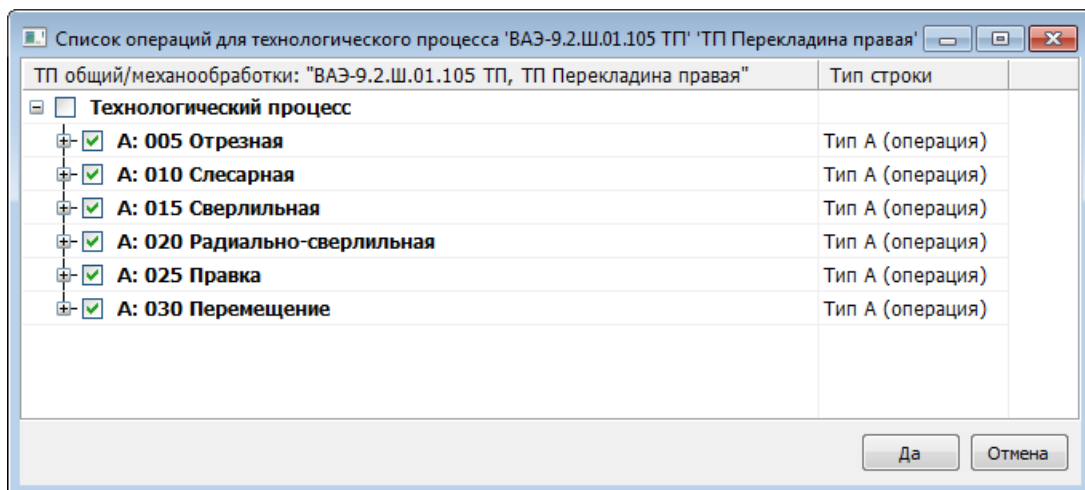 Список операций для технологического процесса 'ВАЭ-9.2.Ш.01.105 ТП' 'ТП Перекладина правая'
ТП общий/механообработки: "ВАЭ-9.2.Ш.01.105 ТП, ТП Перекладина правая" Тип строки
Технологический процесс
А: 005 Отрезная Тип А (операция)
А: 010 Слесарная Тип А (операция)
А: 015 Сверлильная Тип А (операция)
А: 020 Радиально-сверлильная Тип А (операция)
А: 025 Правка Тип А (операция)
А: 030 Перемещение Тип А (операция)
Да Отмена